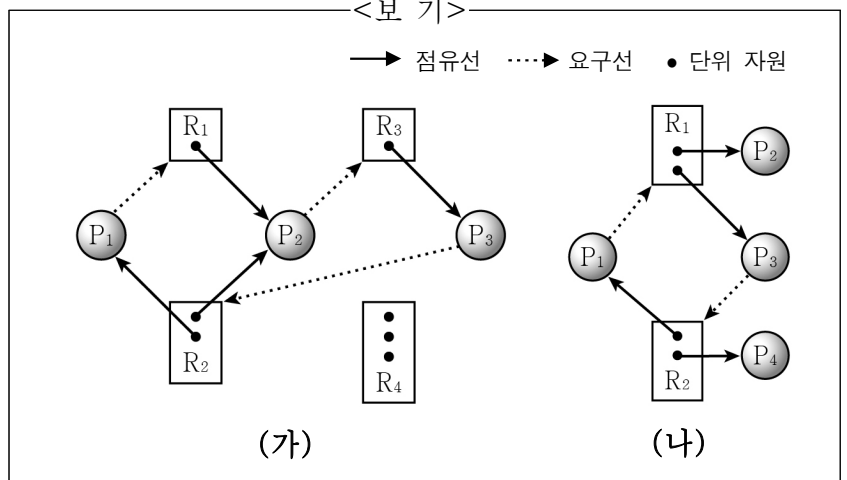 <보 기>
점유선 요구선 단위 자원
R1 R3
P1 P2 P3
R2 R4
(가)
R1
P2
P1 P3
P4
R2
(나)